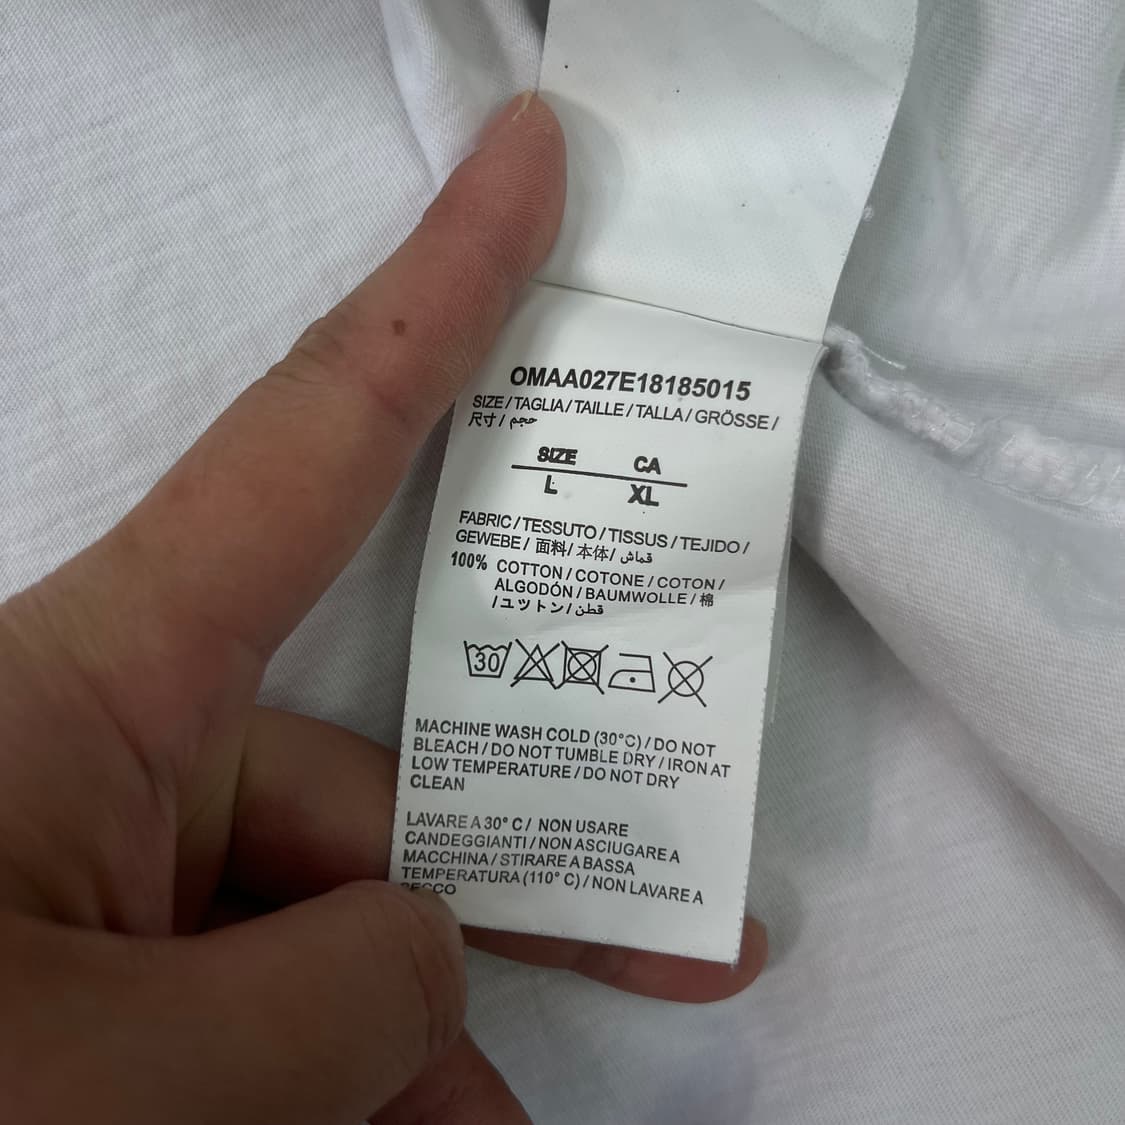 OMAA027E18185015
SIZE / TAGLIA / TAILLE / TALLA / GRÖSSE /
尺寸 / حجم
SIZE CA
L XL
FABRIC / TESSUTO / TISSUS / TEJIDO /
GEWEBE / 面料 / 本体 / قماش
100% COTTON / COTONE / COTON /
ALGODÓN / BAUMWOLLE / 棉
/ ユツトン / قطن
30
MACHINE WASH COLD (30°C) / DO NOT
BLEACH / DO NOT TUMBLE DRY / IRON AT
LOW TEMPERATURE / DO NOT DRY
CLEAN
LAVARE A 30° C / NON USARE
CANDEGGIANTI / NON ASCIUGARE A
MACCHINA / STIRARE A BASSA
TEMPERATURA (110° C) / NON LAVARE A
SECCO